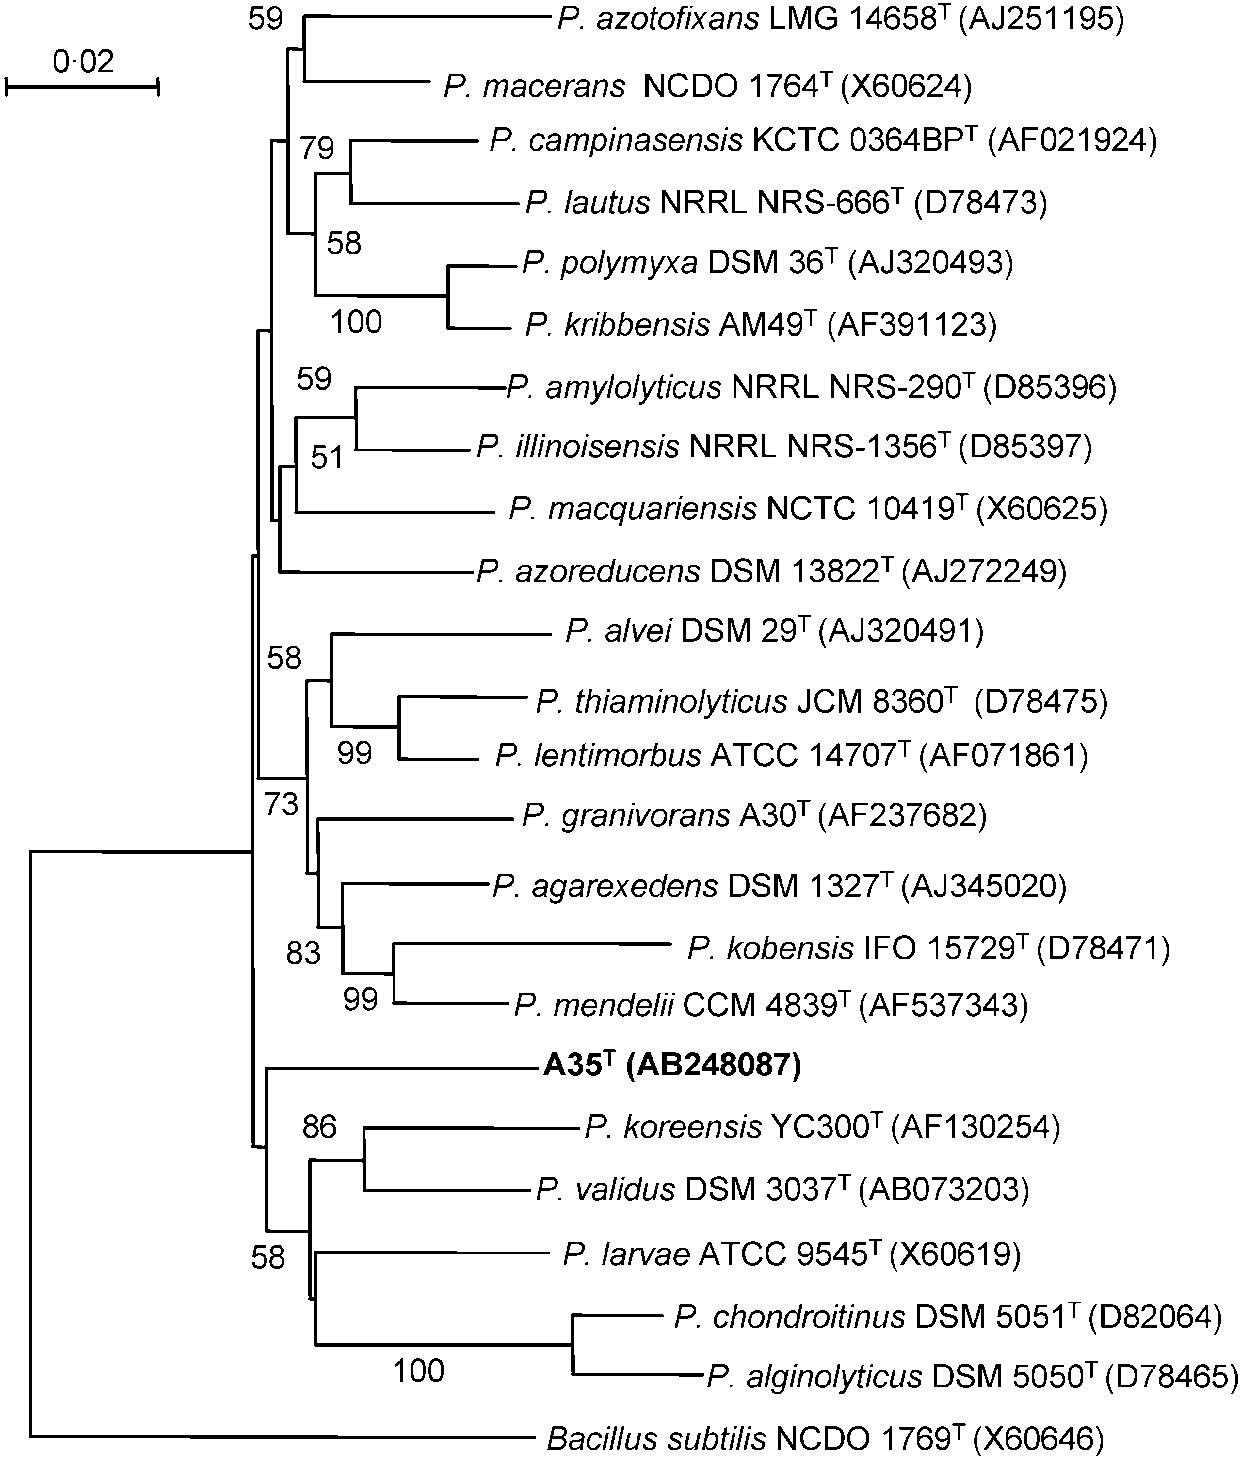 59
P. azotofixans LMG 14658ᵀ (AJ251195)
0·02
P. macerans NCDO 1764ᵀ (X60624)
79
P. campinasensis KCTC 0364BPᵀ (AF021924)
P. lautus NRRL NRS-666ᵀ (D78473)
58
P. polymyxa DSM 36ᵀ (AJ320493)
100
P. kribbensis AM49ᵀ (AF391123)
59
P. amylolyticus NRRL NRS-290ᵀ (D85396)
51
P. illinoisensis NRRL NRS-1356ᵀ (D85397)
P. macquariensis NCTC 10419ᵀ (X60625)
P. azoreducens DSM 13822ᵀ (AJ272249)
P. alvei DSM 29ᵀ (AJ320491)
58
P. thiaminolyticus JCM 8360ᵀ (D78475)
99
P. lentimorbus ATCC 14707ᵀ (AF071861)
73
P. granivorans A30ᵀ (AF237682)
P. agarexedens DSM 1327ᵀ (AJ345020)
83
P. kobensis IFO 15729ᵀ (D78471)
99
P. mendelii CCM 4839ᵀ (AF537343)
A35ᵀ (AB248087)
86
P. koreensis YC300ᵀ (AF130254)
P. validus DSM 3037ᵀ (AB073203)
58
P. larvae ATCC 9545ᵀ (X60619)
P. chondroitinus DSM 5051ᵀ (D82064)
100
P. alginolyticus DSM 5050ᵀ (D78465)
Bacillus subtilis NCDO 1769ᵀ (X60646)